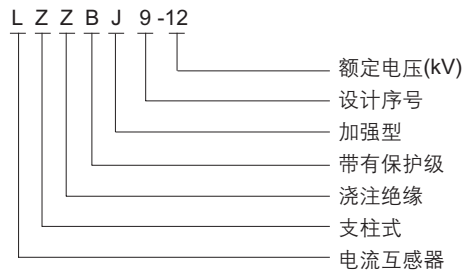 L Z Z B J 9 -12
额定电压(kV)
设计序号
加强型
带有保护级
浇注绝缘
支柱式
电流互感器